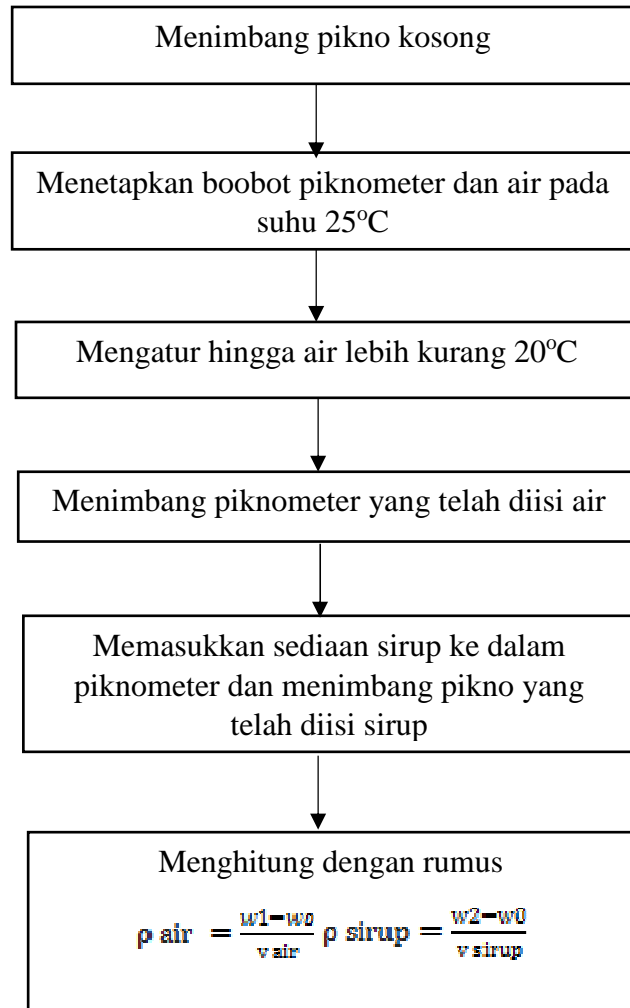 Menimbang pikno kosong
Menetapkan boobot piknometer dan air pada
suhu 25°C
Mengatur hingga air lebih kurang 20°C
Menimbang piknometer yang telah diisi air
Memasukkan sediaan sirup ke dalam
piknometer dan menimbang pikno yang
telah diisi sirup
Menghitung dengan rumus
ρ air = w1−wo / v air ρ sirup = w2−w0 / v sirup